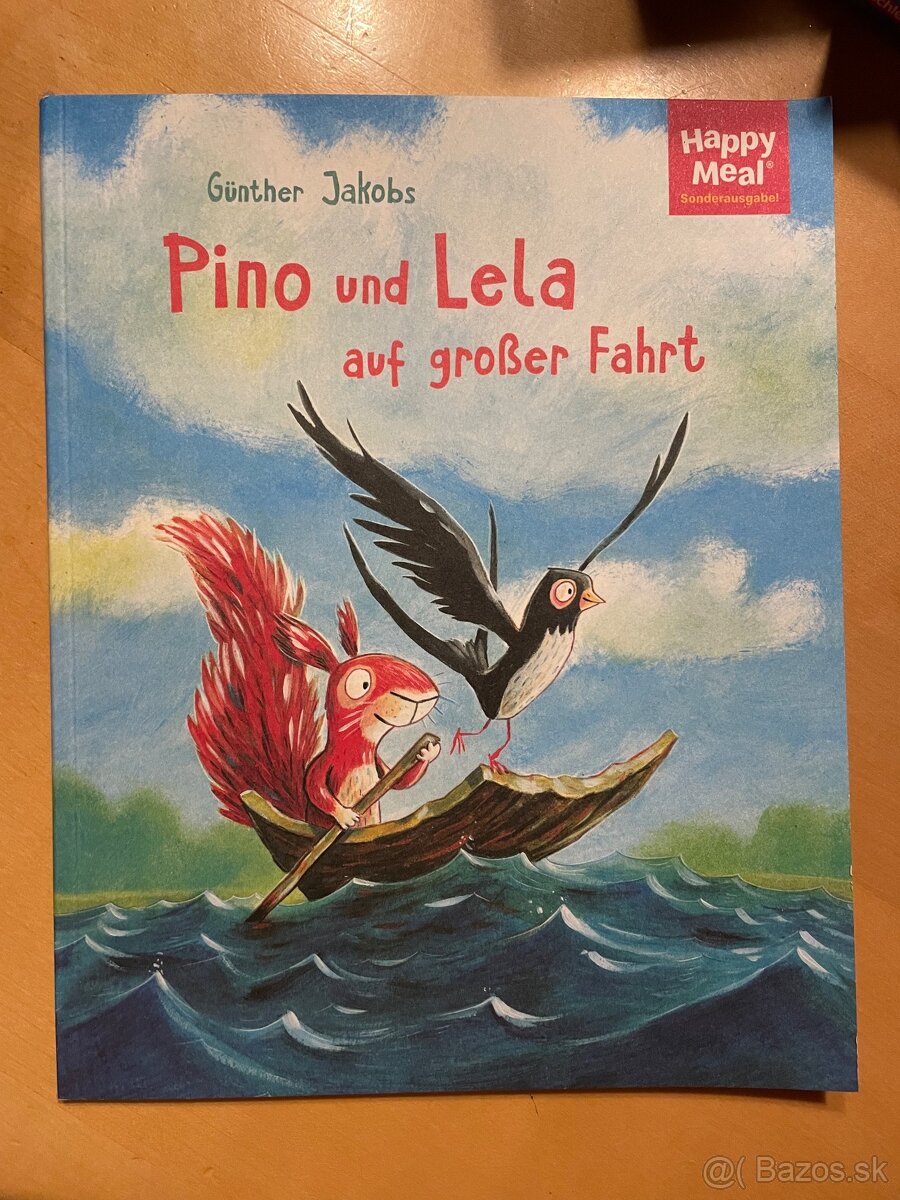 Happy
Meal®
Sonderausgabe!
Günther Jakobs
Pino und Lela
auf großer Fahrt
@( Bazos.sk